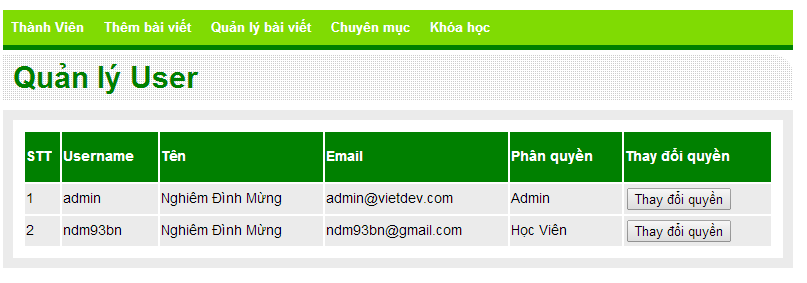 Thành Viên Thêm bài viết Quản lý bài viết Chuyên mục Khóa học
Quản lý User
STT Username Tên Email Phân quyền Thay đổi quyền
1 admin Nghiêm Đình Mừng admin@vietdev.com Admin Thay đổi quyền
2 ndm93bn Nghiêm Đình Mừng ndm93bn@gmail.com Học Viên Thay đổi quyền